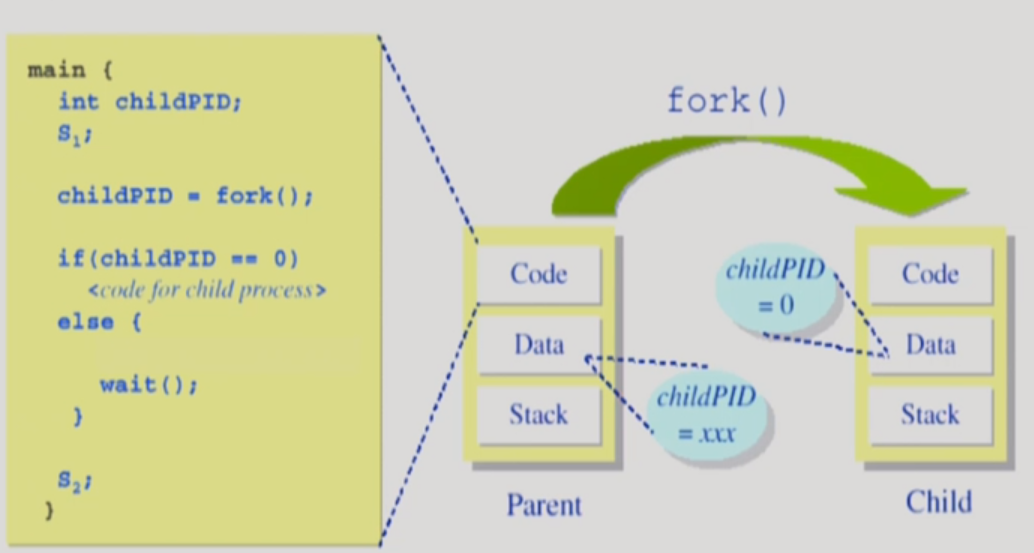 main {
int childPID;
S1;
childPID = fork();
if(childPID == 0)
<code for child process>
else {
wait();
}
S2;
}
fork()
Code
Data
Stack
Parent
childPID
= xxx
childPID
= 0
Code
Data
Stack
Child